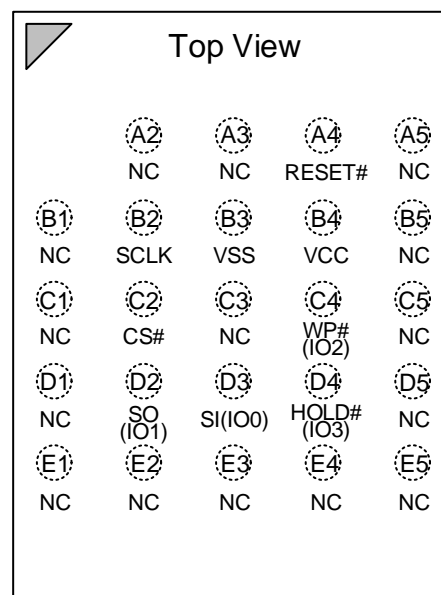 Top View
A2 A3 A4 A5
NC NC RESET# NC
B1 B2 B3 B4 B5
NC SCLK VSS VCC NC
C1 C2 C3 C4 C5
NC CS# NC WP# NC
(IO2)
D1 D2 D3 D4 D5
NC SO SI(IO0) HOLD# NC
(IO1) (IO3)
E1 E2 E3 E4 E5
NC NC NC NC NC